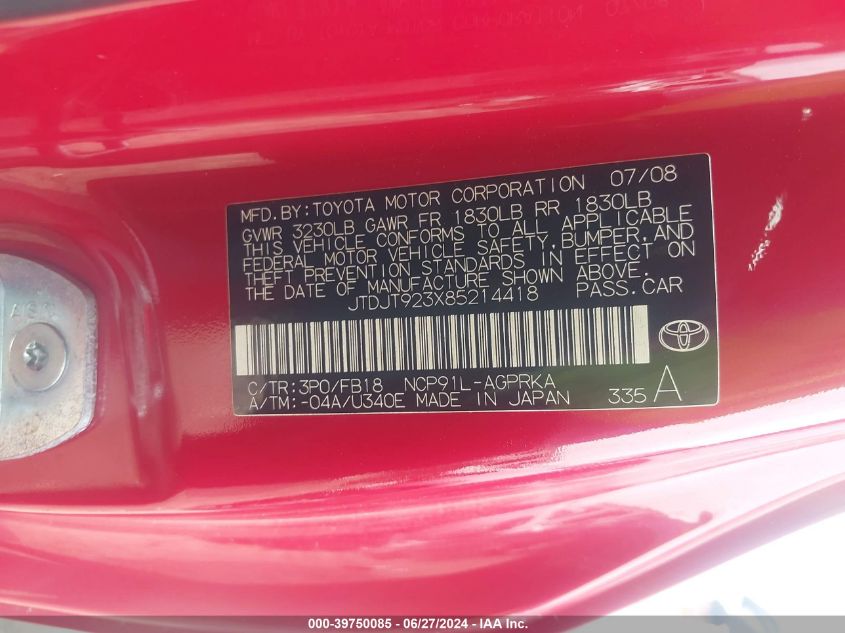 MFD. BY: TOYOTA MOTOR CORPORATION 07/08
GVWR 3230LB GAWR FR 1830LB RR 1830LB
THIS VEHICLE CONFORMS TO ALL APPLICABLE
FEDERAL MOTOR VEHICLE SAFETY, BUMPER, AND
THEFT PREVENTION STANDARDS IN EFFECT ON
THE DATE OF MANUFACTURE SHOWN ABOVE.
JTDJT923X85214418 PASS. CAR
C/TR: 3P0/FB18 NCP91L-AGPRKA
A/TM: -04A/U340E MADE IN JAPAN 335 A
000-39750085 - 06/27/2024 - IAA Inc.